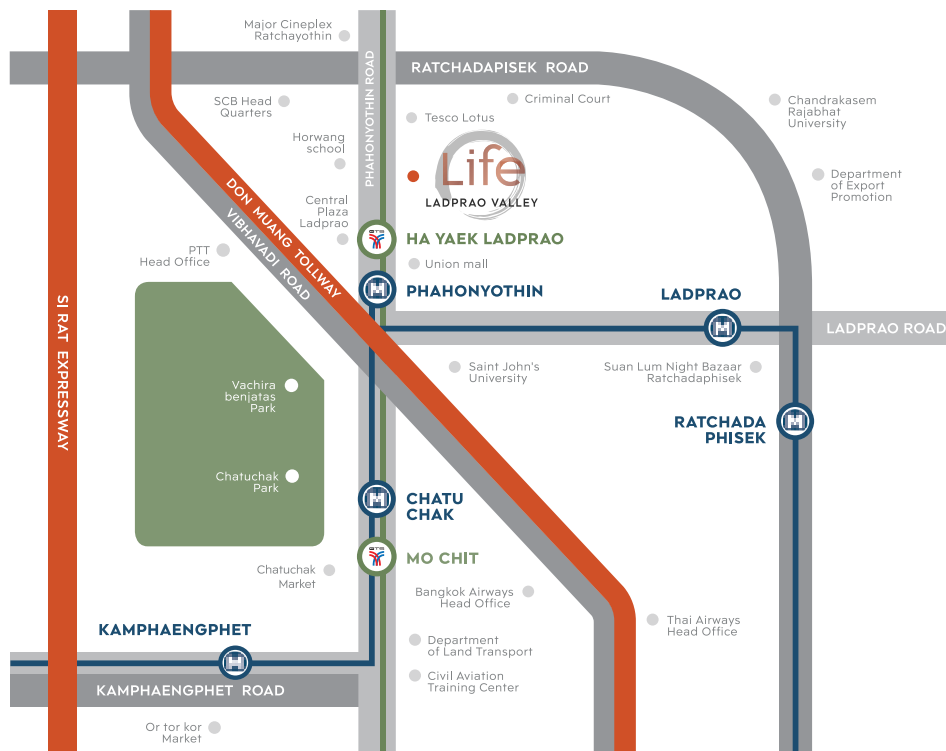 Major Cineplex
Ratchayothin
RATCHADAPISEK ROAD
PHAHONYOTHIN ROAD
SCB Head
Quarters
Criminal Court
Chandrakasem
Rajabhat
University
Tesco Lotus
Horwang
school
Life
LADPRAO VALLEY
Department
of Export
Promotion
DON MUANG TOLLWAY
VIBHAVADI ROAD
Central
Plaza
Ladprao
BTS
HA YAEK LADPRAO
PTT
Head Office
Union mall
M
PHAHONYOTHIN
LADPRAO
M
LADPRAO ROAD
SI RAT EXPRESSWAY
Saint John's
University
Suan Lum Night Bazaar
Ratchadaphisek
Vachira
benjatas
Park
RATCHADA
PHISEK
M
Chatuchak
Park
M
CHATU
CHAK
BTS
MO CHIT
Chatuchak
Market
Bangkok Airways
Head Office
Thai Airways
Head Office
KAMPHAENGPHET
M
Department
of Land Transport
KAMPHAENGPHET ROAD
Civil Aviation
Training Center
Or tor kor
Market